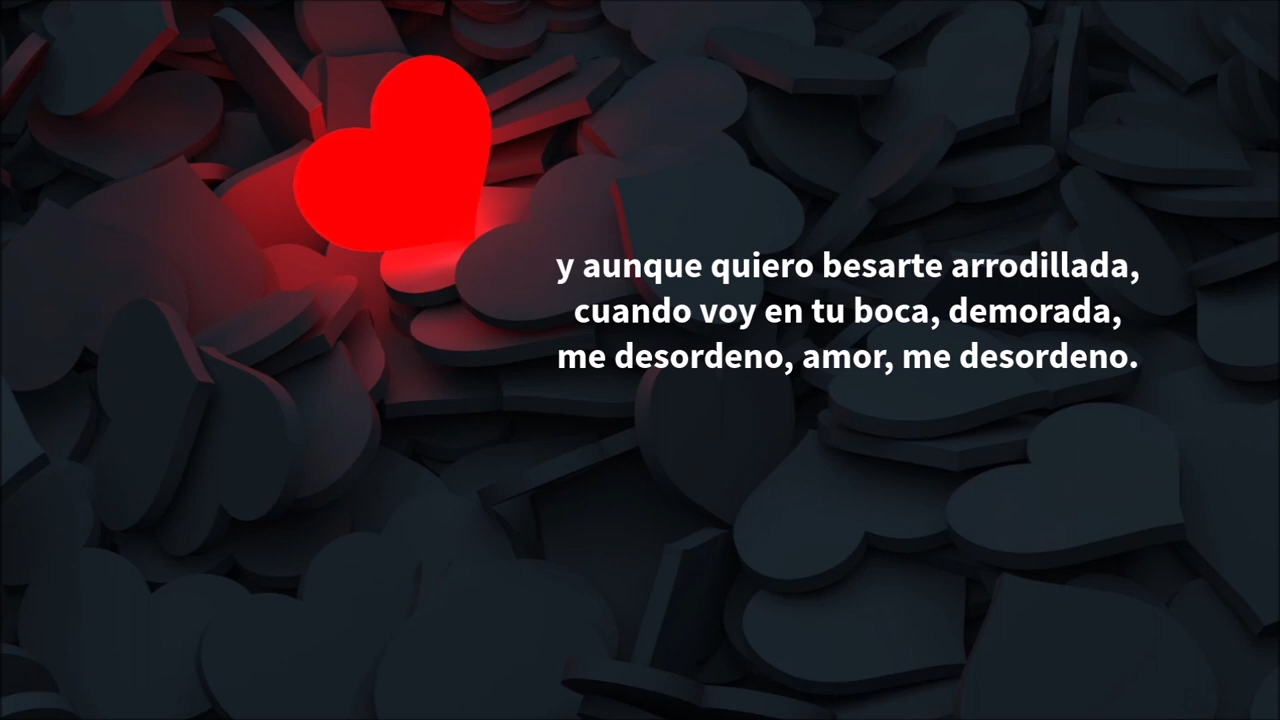 y aunque quiero besarte arrodillada,
cuando voy en tu boca, demorada,
me desordeno, amor, me desordeno.